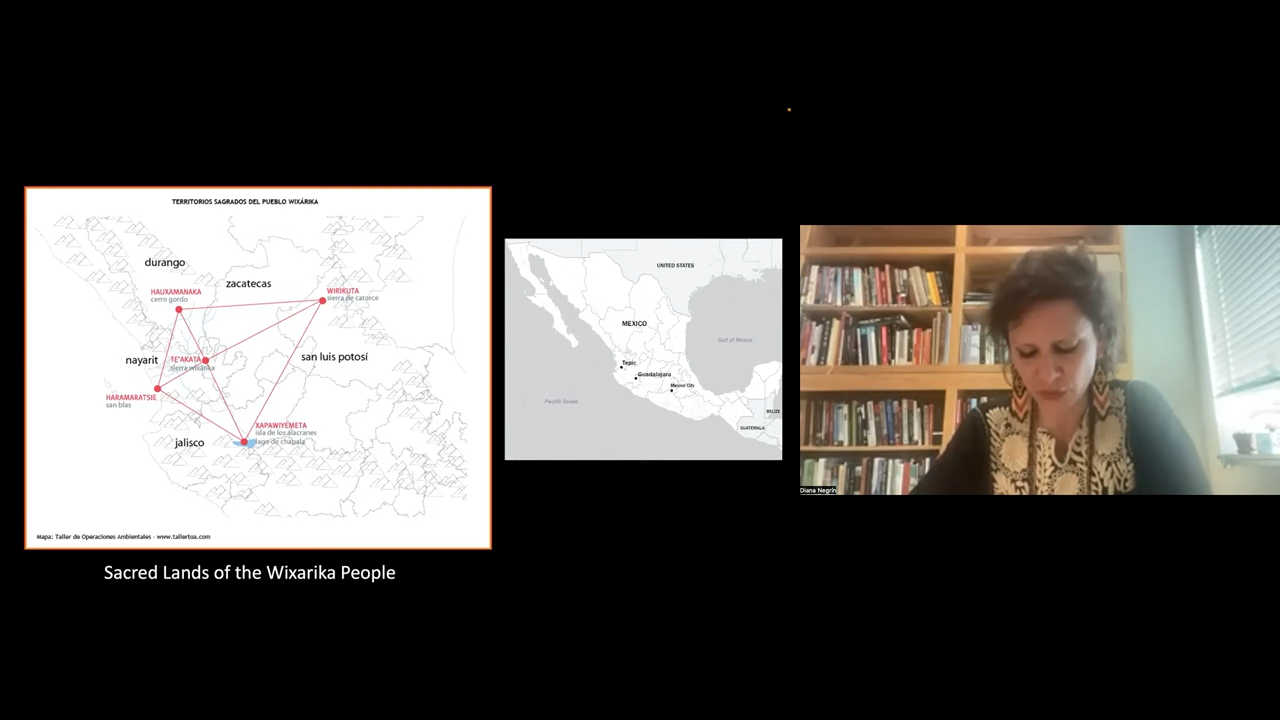 TERRITORIOS SAGRADOS DEL PUEBLO WIXÁRIKA
durango
zacatecas
HAUXAMANAKA
cerro gordo
WIRIKUTA
sierra de catorce
nayarit
TE'AKATA
sierra wixárika
san luis potosí
HARAMARATSIE
san blas
XAPAWIYEMETA
isla de los alacranes
lago de chapala
jalisco
Mapa: Taller de Operaciones Ambientales - www.tallertoa.com
Sacred Lands of the Wixarika People
UNITED STATES
MEXICO
Gulf of Mexico
Tepic
Guadalajara
Mexico City
Pacific Ocean
BELIZE
GUATEMALA
Diana Negrín